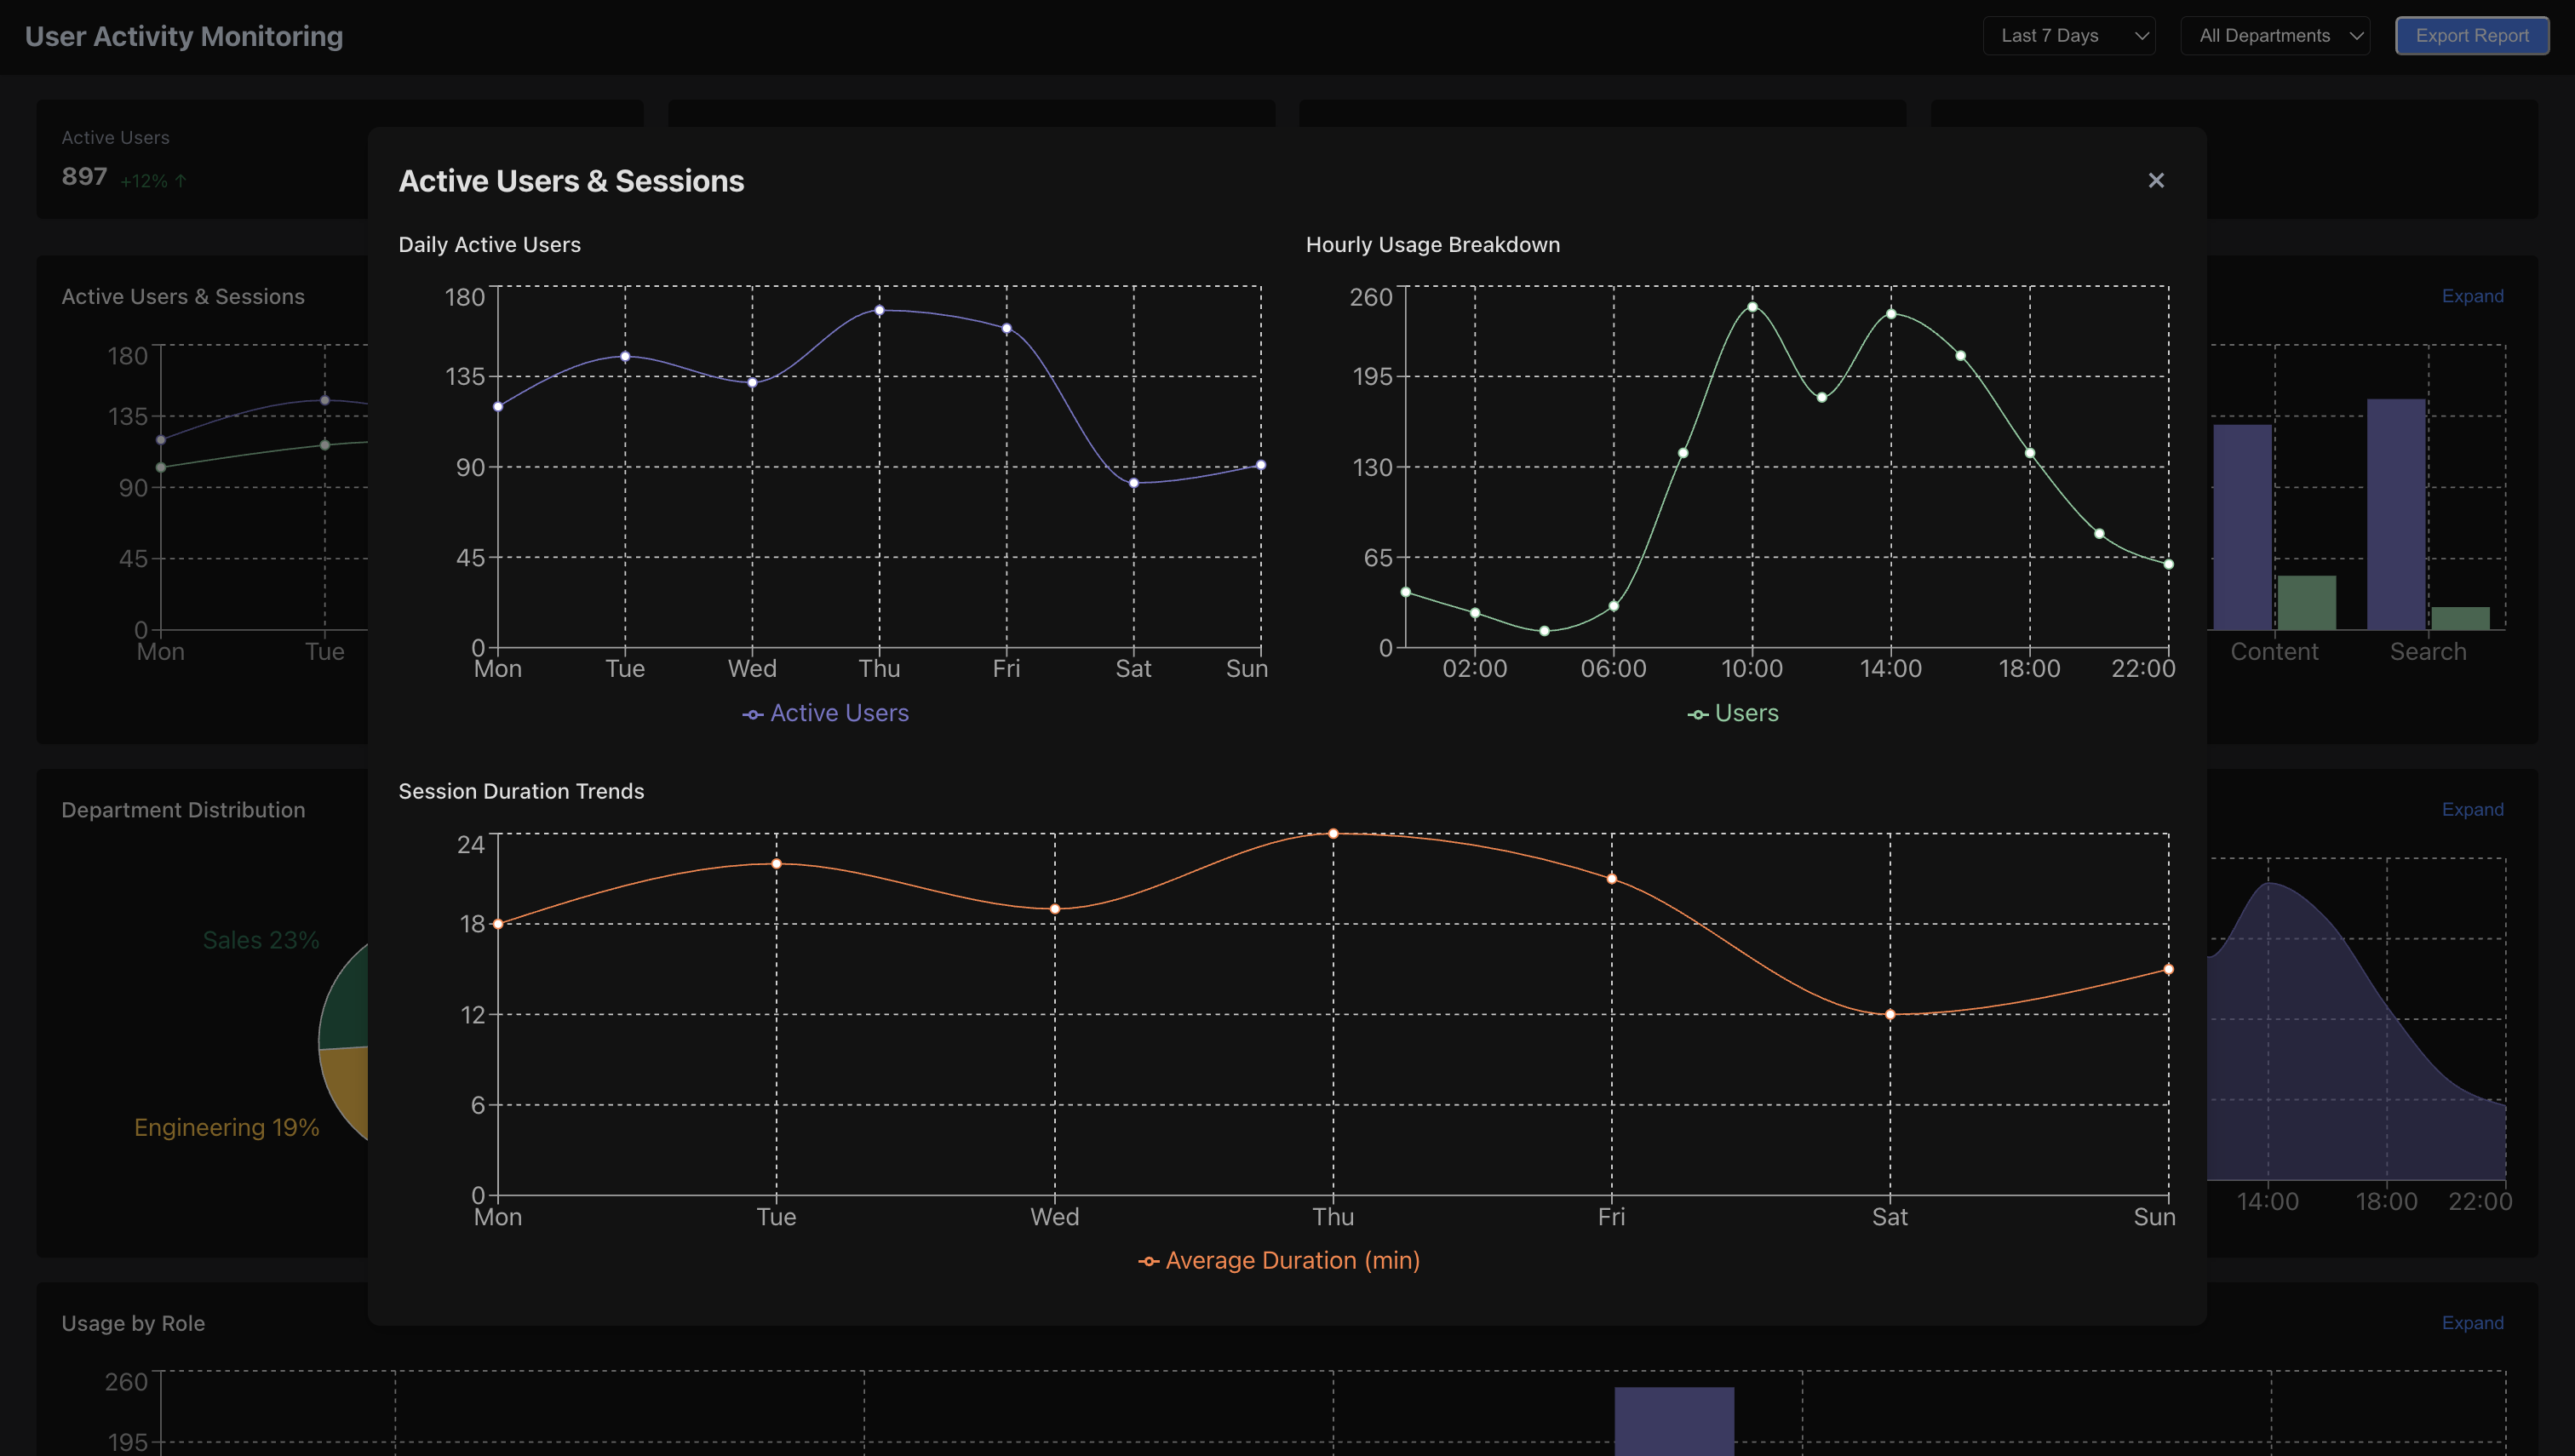 User Activity Monitoring
Last 7 Days
All Departments
Export Report
Active Users
897 +12% ↑
Active Users & Sessions
180
135
90
45
0
Mon Tue
Expand
Content Search
Department Distribution
Sales 23%
Engineering 19%
Expand
14:00 18:00 22:00
Usage by Role
Expand
260
195
Active Users & Sessions
×
Daily Active Users
180
135
90
45
0
Mon Tue Wed Thu Fri Sat Sun
Active Users
Hourly Usage Breakdown
260
195
130
65
0
02:00 06:00 10:00 14:00 18:00 22:00
Users
Session Duration Trends
24
18
12
6
0
Mon Tue Wed Thu Fri Sat Sun
Average Duration (min)